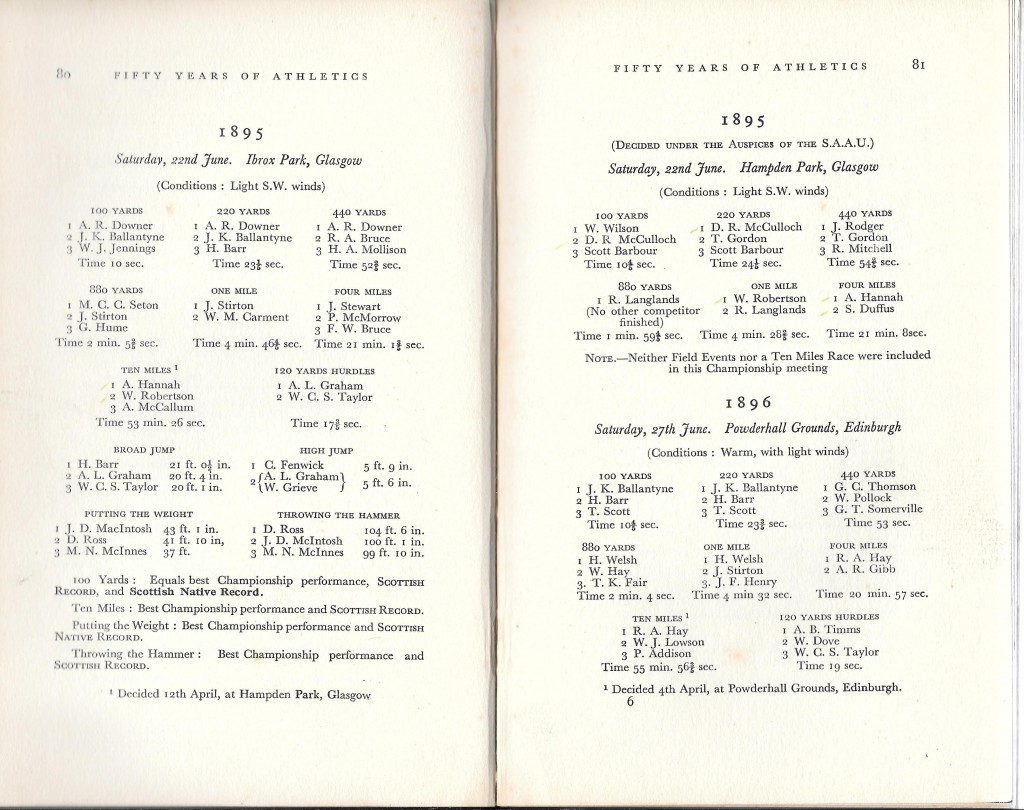 80 FIFTY YEARS OF ATHLETICS
1895
Saturday, 22nd June. Ibrox Park, Glasgow
(Conditions : Light S.W. winds)
100 YARDS
1 A. R. Downer
2 J. K. Ballantyne
3 W. J. Jennings
Time 10 sec.
220 YARDS
1 A. R. Downer
2 J. K. Ballantyne
3 H. Barr
Time 23⅕ sec.
440 YARDS
1 A. R. Downer
2 R. A. Bruce
3 H. A. Mollison
Time sec.
880 YARDS
1 M. C. C. Seton
2 J. Stirton
3 G. Hume
Time 2 min. sec.
ONE MILE
1 J. Stirton
2 W. M. Carment
Time 4 min. 46⅘ sec.
FOUR MILES
1 J. Stewart
2 P. McMorrow
3 F. W. Bruce
Time 21 min. sec.
TEN MILES ¹
1 A. Hannah
2 W. Robertson
3 A. McCallum
Time 53 min. 26 sec.
120 YARDS HURDLES
1 A. L. Graham
2 W. C. S. Taylor
Time sec.
BROAD JUMP
1 H. Barr 21 ft. in.
2 A. L. Graham 20 ft. 4 in.
3 W. C. S. Taylor 20 ft. 1 in.
HIGH JUMP
1 C. Fenwick 5 ft. 9 in.
2 {A. L. Graham}
{W. Grieve } 5 ft. 6 in.
PUTTING THE WEIGHT
1 J. D. MacIntosh 43 ft. 1 in.
2 D. Ross 41 ft. 10 in,
3 M. N. McInnes 37 ft.
THROWING THE HAMMER
1 D. Ross 104 ft. 6 in.
2 J. D. McIntosh 100 ft. 1 in.
3 M. N. McInnes 99 ft. 10 in.
100 Yards : Equals best Championship performance, SCOTTISH
RECORD, and Scottish Native Record.
Ten Miles : Best Championship performance and SCOTTISH RECORD.
Putting the Weight : Best Championship performance and SCOTTISH
NATIVE RECORD.
Throwing the Hammer : Best Championship performance and
SCOTTISH RECORD.
¹ Decided 12th April, at Hampden Park, Glasgow
FIFTY YEARS OF ATHLETICS 81
1895
(DECIDED UNDER THE AUSPICES OF THE S.A.A.U.)
Saturday, 22nd June. Hampden Park, Glasgow
(Conditions : Light S.W. winds)
100 YARDS
1 W. Wilson
2 D. R McCulloch
3 Scott Barbour
Time 10⅘ sec.
220 YARDS
1 D. R. McCulloch
2 T. Gordon
3 Scott Barbour
Time sec.
440 YARDS
1 J. Rodger
2 T. Gordon
3 R. Mitchell
Time sec.
880 YARDS
1 R. Langlands
(No other competitor
finished)
Time 1 min. 59⅘ sec.
ONE MILE
1 W. Robertson
2 R. Langlands
Time 4 min. sec.
FOUR MILES
1 A. Hannah
2 S. Duffus
Time 21 min. 8sec.
NOTE.—Neither Field Events nor a Ten Miles Race were included
in this Championship meeting
1896
Saturday, 27th June. Powderhall Grounds, Edinburgh
(Conditions : Warm, with light winds)
100 YARDS
1 J. K. Ballantyne
2 H. Barr
3 T. Scott
Time 10⅘ sec.
220 YARDS
1 J. K. Ballantyne
2 H. Barr
3 T. Scott
Time sec.
440 YARDS
1 G. C. Thomson
2 W. Pollock
3 G. T. Somerville
Time 53 sec.
880 YARDS
1 H. Welsh
2 W. Hay
3. T. K. Fair
Time 2 min. 4 sec.
ONE MILE
1 H. Welsh
2 J. Stirton
3. J. F. Henry
Time 4 min 32 sec.
FOUR MILES
1 R. A. Hay
2 A. R. Gibb
Time 20 min. 57 sec.
TEN MILES ¹
1 R. A. Hay
2 W. J. Lowson
3 P. Addison
Time 55 min. sec.
120 YARDS HURDLES
1 A. B. Timms
2 W. Dove
3 W. C. S. Taylor
Time 19 sec.
¹ Decided 4th April, at Powderhall Grounds, Edinburgh.
6